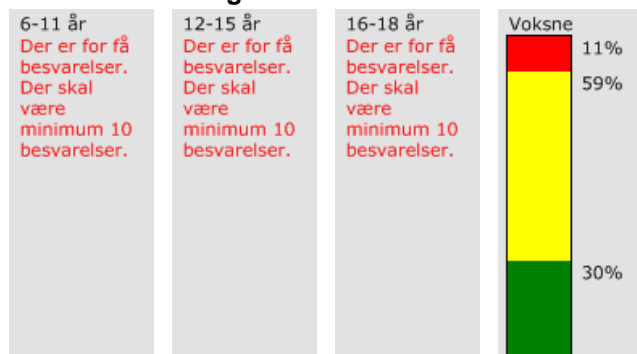 6-11 år
Der er for få
besvarelser.
Der skal
være
minimum 10
besvarelser.
12-15 år
Der er for få
besvarelser.
Der skal
være
minimum 10
besvarelser.
16-18 år
Der er for få
besvarelser.
Der skal
være
minimum 10
besvarelser.
Voksne
11%
59%
30%